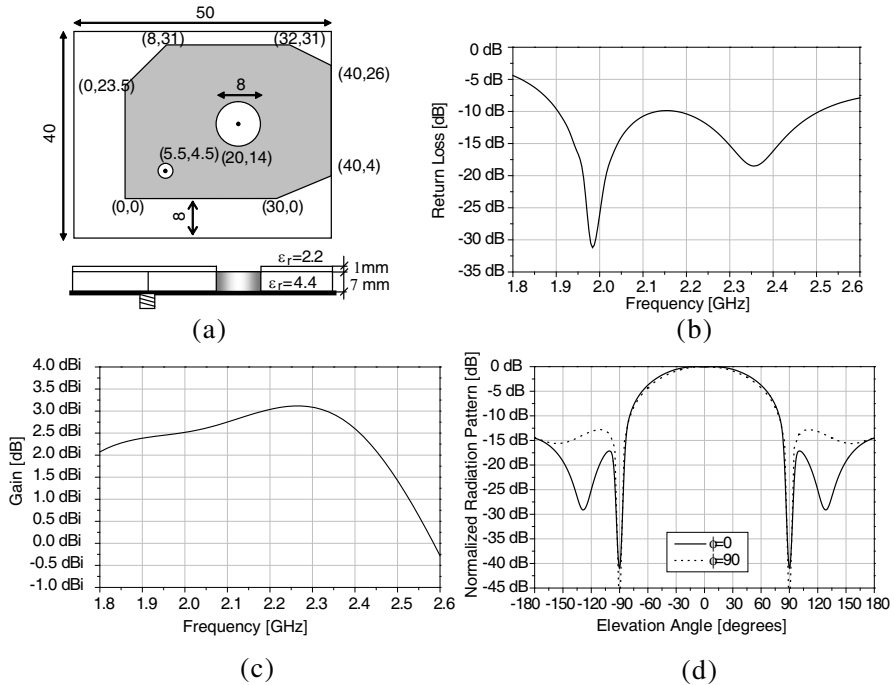 50
(8,31) (32,31)
(0,23.5) (40,26)
8
40
(5.5,4.5) (20,14) (40,4)
(0,0) (30,0)
8
εr=2.2 1mm
εr=4.4 7 mm
(a)
0 dB
-5 dB
-10 dB
-15 dB
-20 dB
-25 dB
-30 dB
-35 dB
Return Loss [dB]
1.8 1.9 2.0 2.1 2.2 2.3 2.4 2.5 2.6
Frequency [GHz]
(b)
4.0 dBi
3.5 dBi
3.0 dBi
2.5 dBi
2.0 dBi
1.5 dBi
1.0 dBi
0.5 dBi
0.0 dBi
-0.5 dBi
-1.0 dBi
Gain [dB]
1.8 1.9 2.0 2.1 2.2 2.3 2.4 2.5 2.6
Frequency [GHz]
(c)
0 dB
-5 dB
-10 dB
-15 dB
-20 dB
-25 dB
-30 dB
-35 dB
-40 dB
-45 dB
Normalized Radiation Pattern [dB]
ϕ=0
ϕ=90
-180 -150 -120 -90 -60 -30 0 30 60 90 120 150 180
Elevation Angle [degrees]
(d)